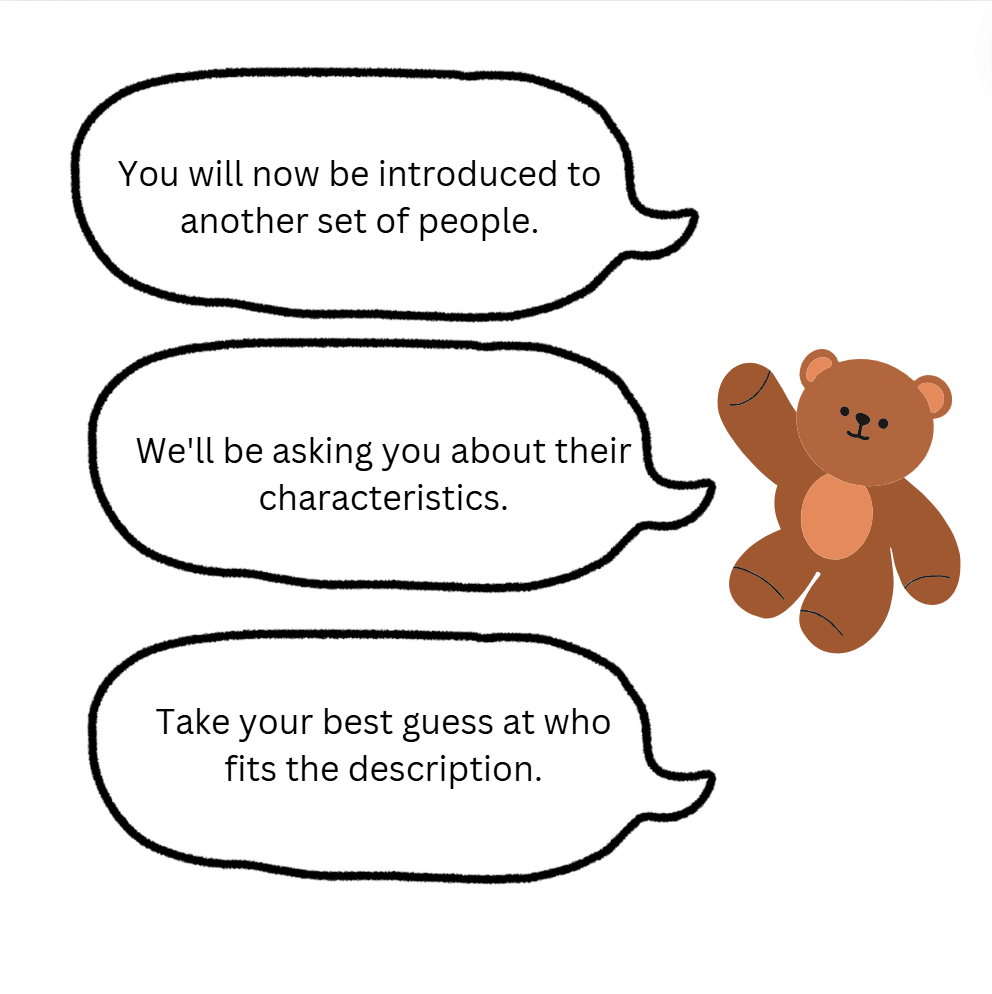 You will now be introduced to
another set of people.
We'll be asking you about their
characteristics.
Take your best guess at who
fits the description.